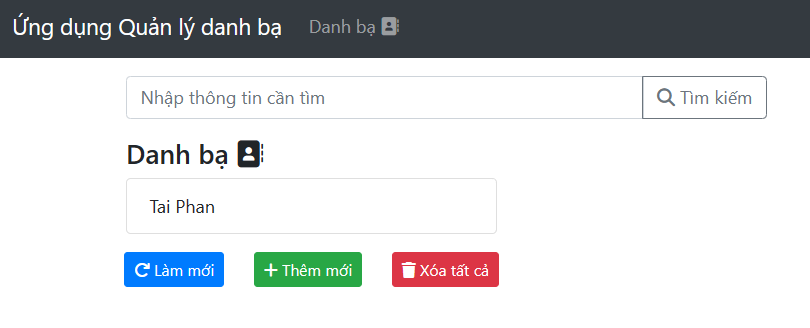 Ứng dụng Quản lý danh bạ Danh bạ
Nhập thông tin cần tìm Tìm kiếm
Danh bạ
Tai Phan
Làm mới Thêm mới Xóa tất cả